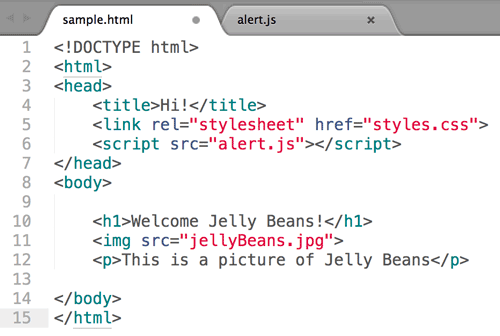 sample.html
alert.js
1 <!DOCTYPE html>
2 <html>
3 <head>
4 <title>Hi!</title>
5 <link rel="stylesheet" href="styles.css">
6 <script src="alert.js"></script>
7 </head>
8 <body>
9
10 <h1>Welcome Jelly Beans!</h1>
11 <img src="jellyBeans.jpg">
12 <p>This is a picture of Jelly Beans</p>
13
14 </body>
15 </html>